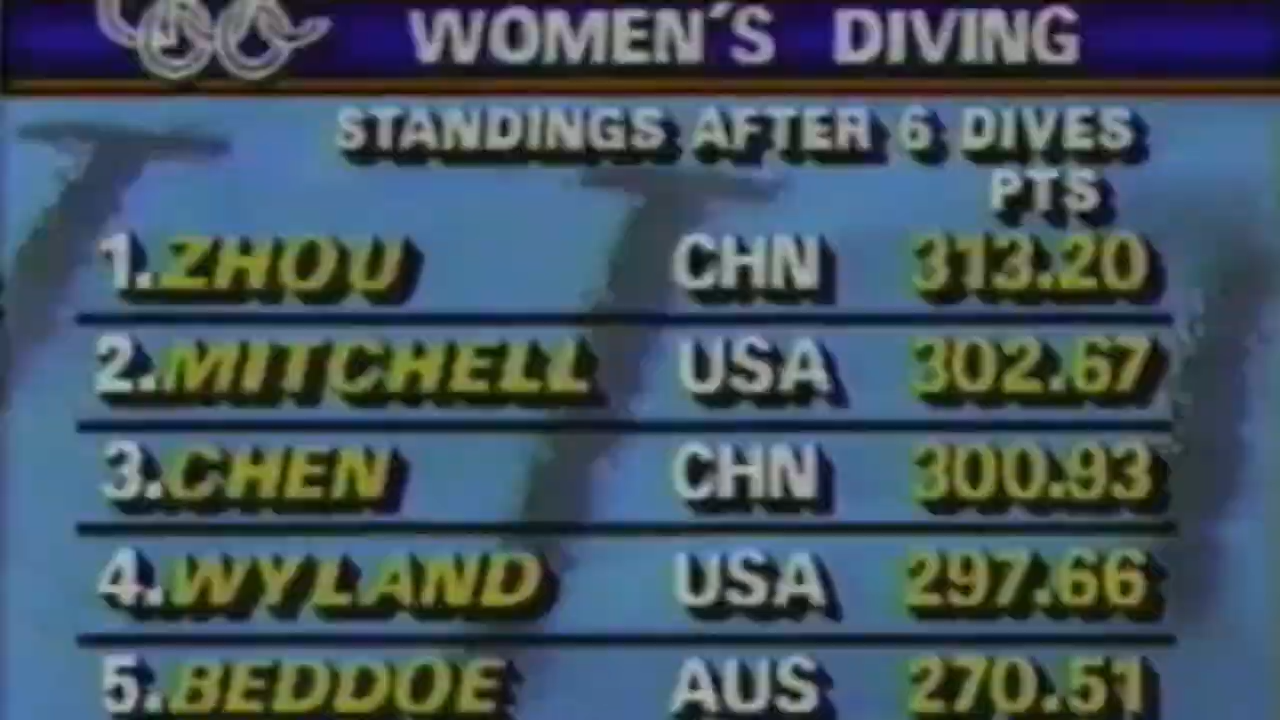 WOMEN'S DIVING
STANDINGS AFTER 6 DIVES
PTS
1. ZHOU CHN 313.20
2. MITCHELL USA 302.67
3. CHEN CHN 300.93
4. WYLAND USA 297.66
5. BEDDOE AUS 270.51